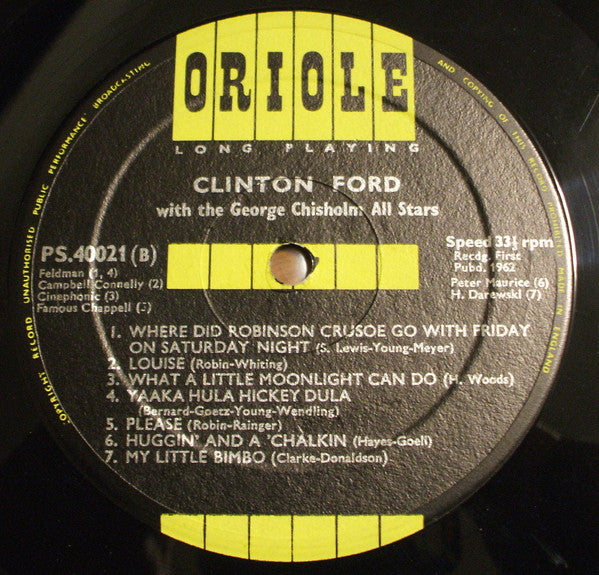 ORIOLE
LONG PLAYING
CLINTON FORD
with the George Chisholm: All Stars
PS.40021 (B)
Feldman (1, 4)
Campbell Connelly (2)
Cinephonic (3)
Famous Chappell (5)
Speed 33⅓ rpm
Recdg. First
Pubd. 1962
Peter Maurice (6)
H. Darewski (7)
1. WHERE DID ROBINSON CRUSOE GO WITH FRIDAY
ON SATURDAY NIGHT (S. Lewis-Young-Meyer)
2. LOUISE (Robin-Whiting)
3. WHAT A LITTLE MOONLIGHT CAN DO (H. Woods)
4. YAAKA HULA HICKEY DULA
(Bernard-Goetz-Young-Wendling)
5. PLEASE (Robin-Rainger)
6. HUGGIN' AND A 'CHALKIN (Hayes-Goell)
7. MY LITTLE BIMBO (Clarke-Donaldson)
COPYRIGHT RECORD UNAUTHORISED PUBLIC PERFORMANCE BROADCASTING
AND COPYING OF THIS RECORD PROHIBITED MADE IN ENGLAND